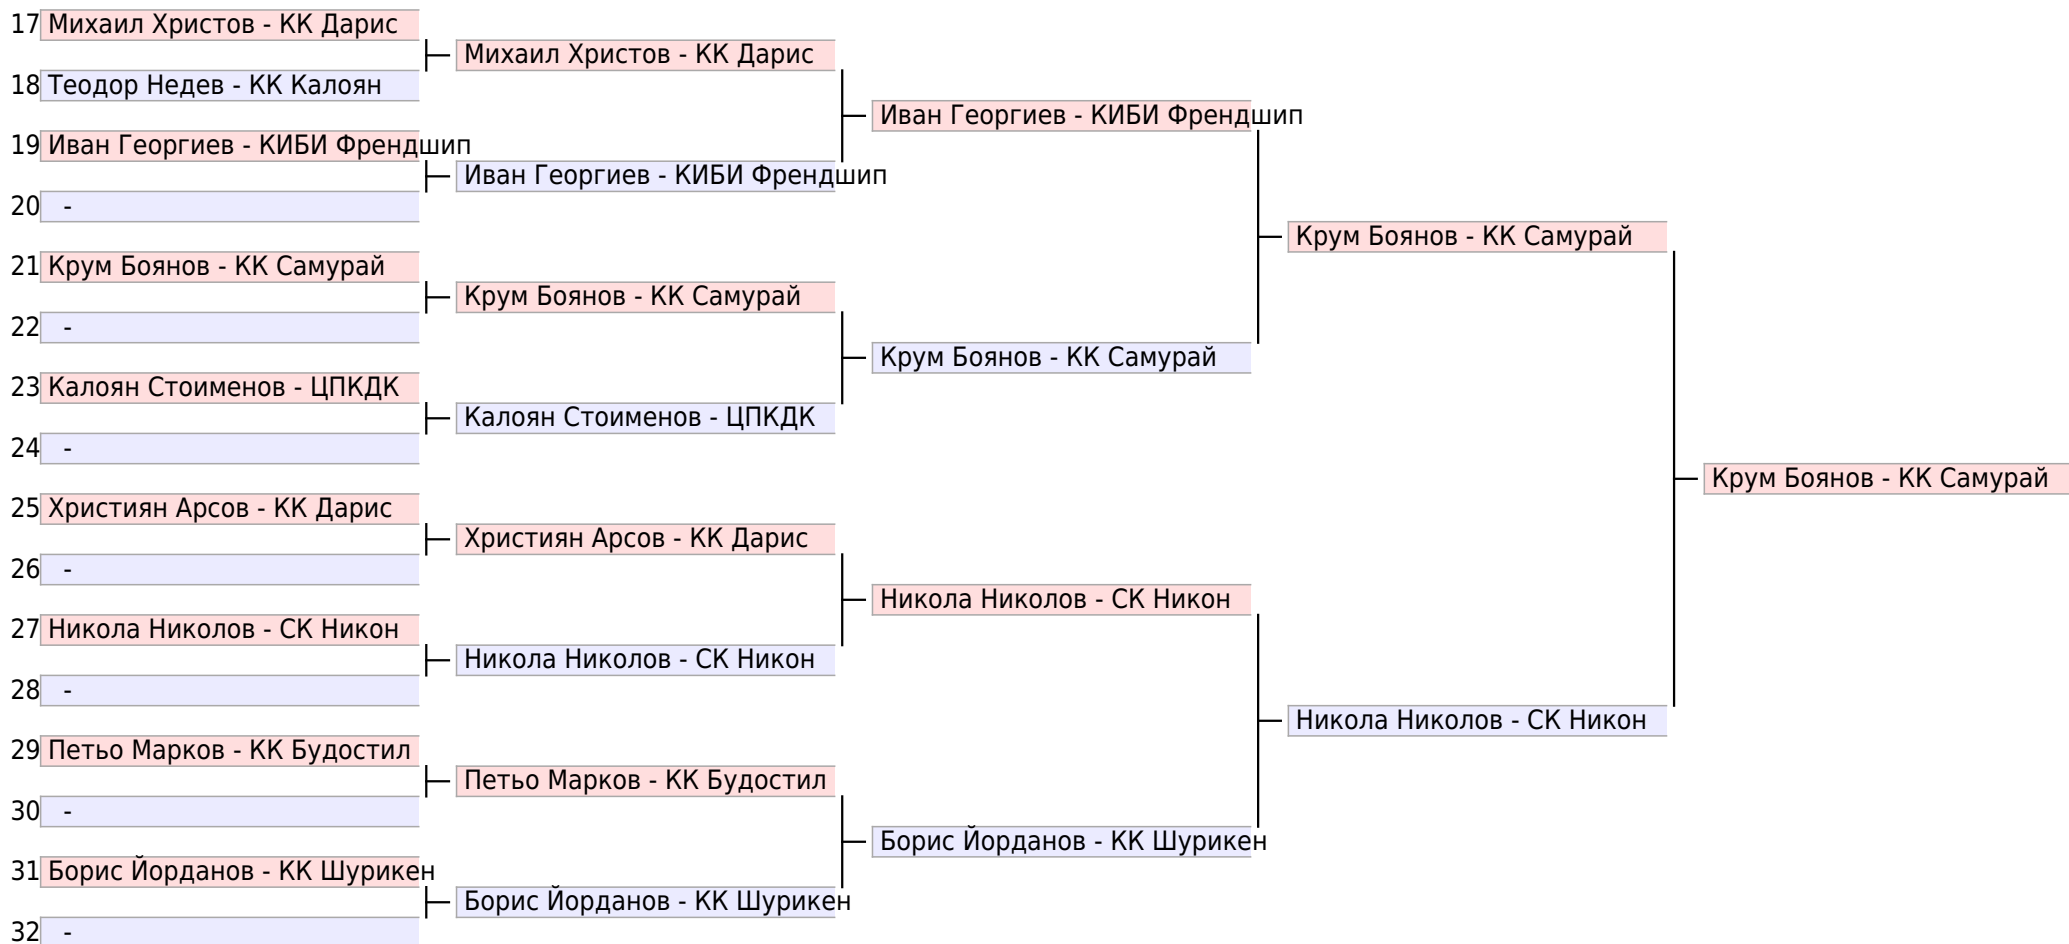 17 Михаил Христов - КК Дарис
Михаил Христов - КК Дарис
18 Теодор Недев - КК Калоян
Иван Георгиев - КИБИ Френдшип
19 Иван Георгиев - КИБИ Френдшип
Иван Георгиев - КИБИ Френдшип
20 -
Крум Боянов - КК Самурай
21 Крум Боянов - КК Самурай
Крум Боянов - КК Самурай
22 -
Крум Боянов - КК Самурай
23 Калоян Стоименов - ЦПКДК
Калоян Стоименов - ЦПКДК
24 -
Крум Боянов - КК Самурай
25 Християн Арсов - КК Дарис
Християн Арсов - КК Дарис
26 -
Никола Николов - СК Никон
27 Никола Николов - СК Никон
Никола Николов - СК Никон
28 -
Никола Николов - СК Никон
29 Петьо Марков - КК Будостил
Петьо Марков - КК Будостил
30 -
Борис Йорданов - КК Шурикен
31 Борис Йорданов - КК Шурикен
Борис Йорданов - КК Шурикен
32 -